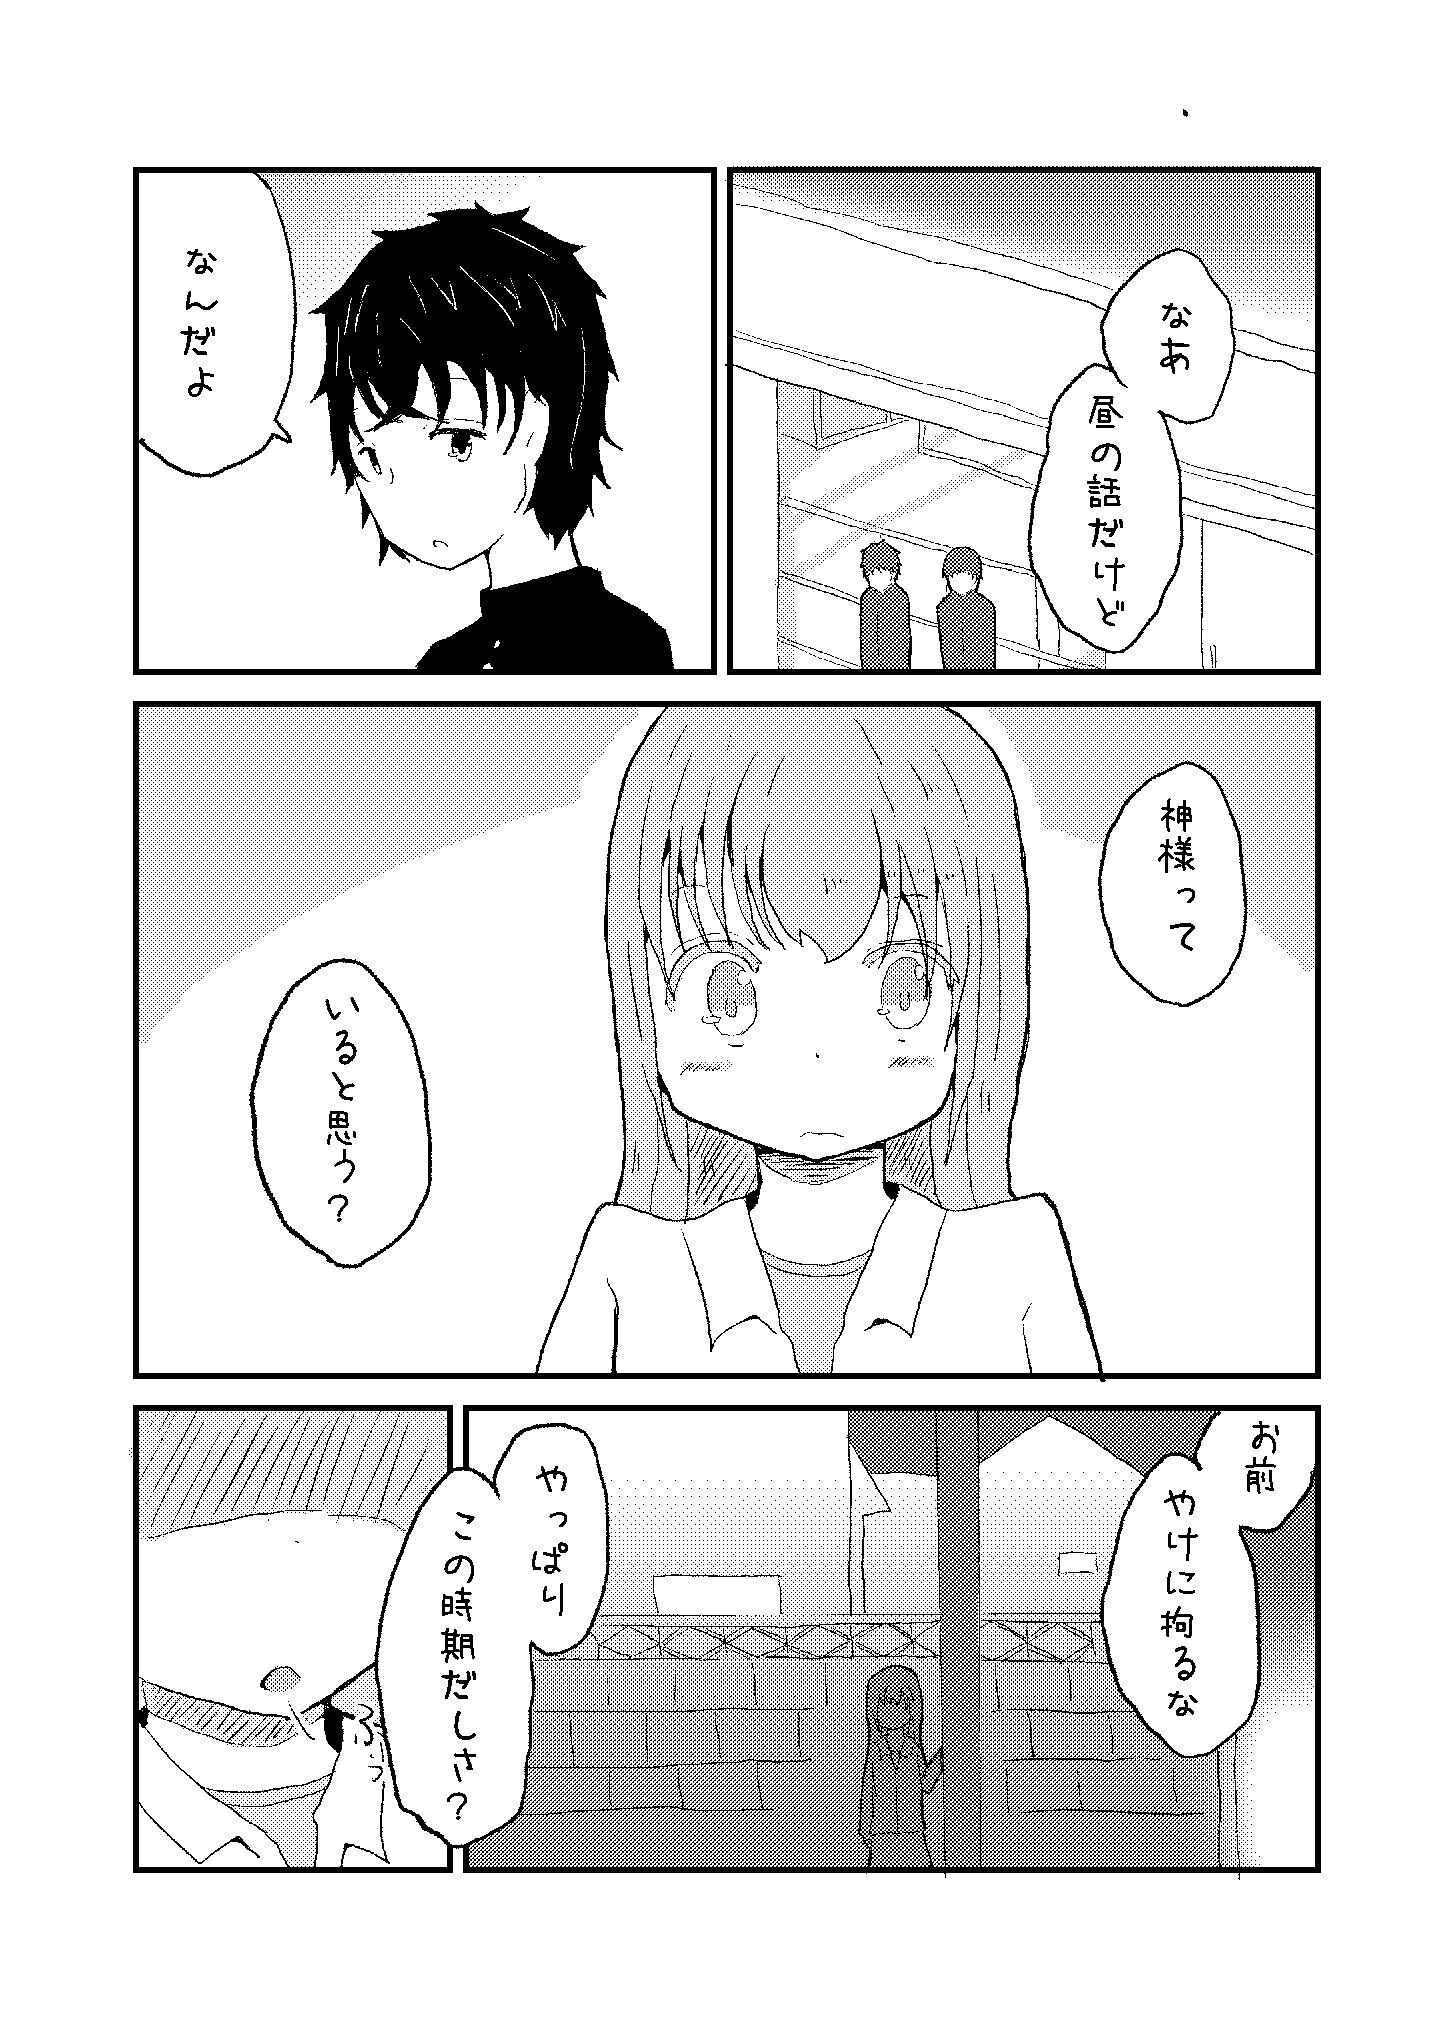 なあ
昼の話だけど
なんだよ
神様って
いると思う?
お前
やけに拘るな
やっぱり
この時期だしさ?
ふっ